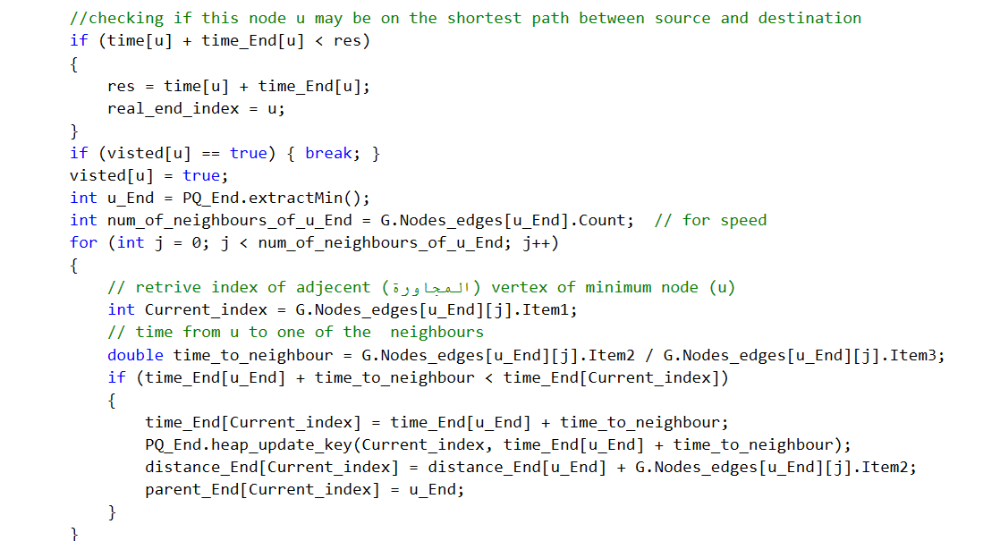 //checking if this node u may be on the shortest path between source and destination
if (time[u] + time_End[u] < res)
{
    res = time[u] + time_End[u];
    real_end_index = u;
}
if (visted[u] == true) { break; }
visted[u] = true;
int u_End = PQ_End.extractMin();
int num_of_neighbours_of_u_End = G.Nodes_edges[u_End].Count;  // for speed
for (int j = 0; j < num_of_neighbours_of_u_End; j++)
{
    // retrive index of adjecent (المجاورة) vertex of minimum node (u)
    int Current_index = G.Nodes_edges[u_End][j].Item1;
    // time from u to one of the  neighbours
    double time_to_neighbour = G.Nodes_edges[u_End][j].Item2 / G.Nodes_edges[u_End][j].Item3;
    if (time_End[u_End] + time_to_neighbour < time_End[Current_index])
    {
        time_End[Current_index] = time_End[u_End] + time_to_neighbour;
        PQ_End.heap_update_key(Current_index, time_End[u_End] + time_to_neighbour);
        distance_End[Current_index] = distance_End[u_End] + G.Nodes_edges[u_End][j].Item2;
        parent_End[Current_index] = u_End;
    }
}